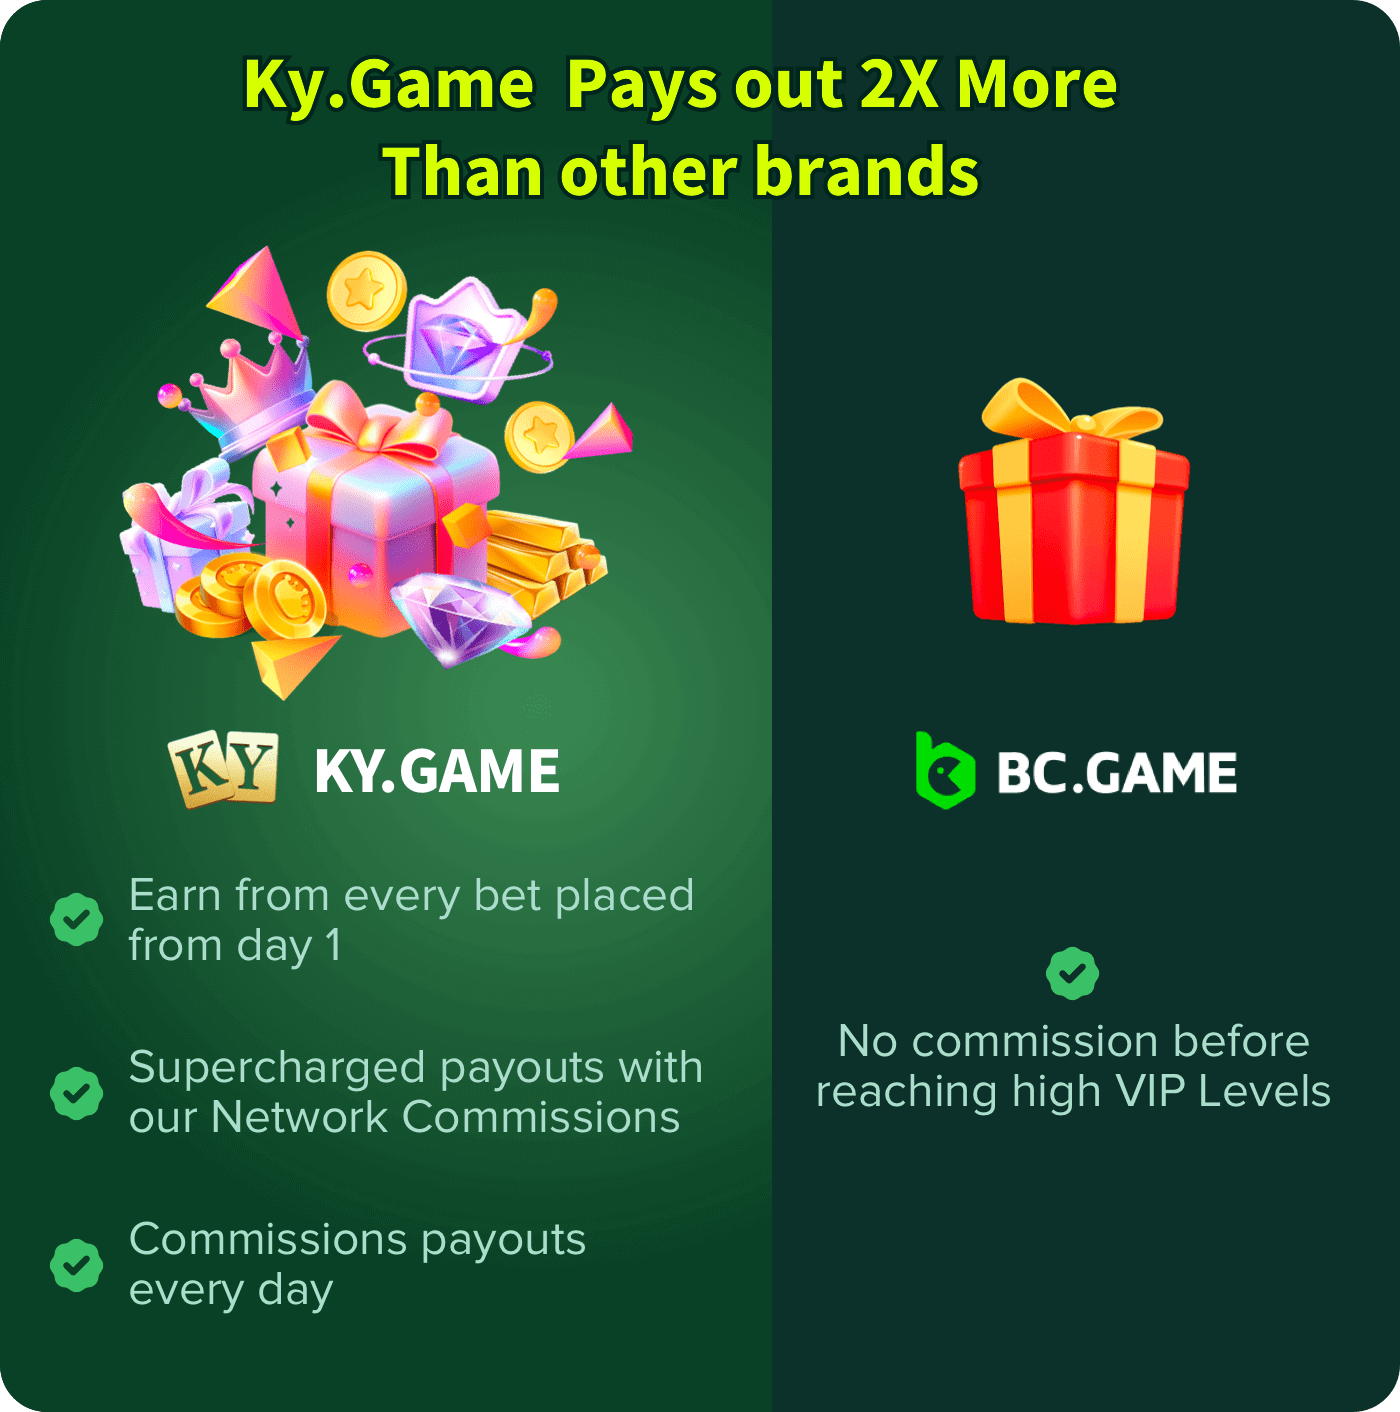 Ky.Game Pays out 2X More
Than other brands
KY KY.GAME
BC.GAME
Earn from every bet placed
from day 1
Supercharged payouts with
our Network Commissions
Commissions payouts
every day
No commission before
reaching high VIP Levels